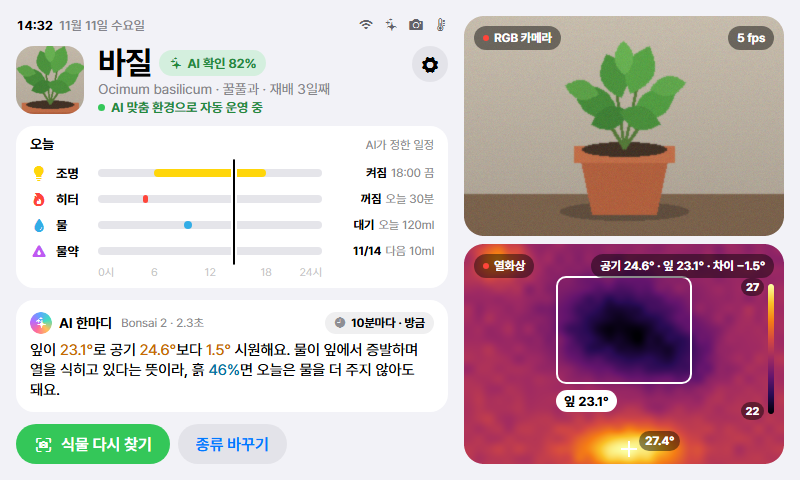 14:32 11월 11일 수요일
바질
AI 확인 82%
Ocimum basilicum · 꿀풀과 · 재배 3일째
AI 맞춤 환경으로 자동 운영 중
오늘
AI가 정한 일정
조명
켜짐 18:00 끔
히터
꺼짐 오늘 30분
물
대기 오늘 120ml
물약
11/14 다음 10ml
0시 6 12 18 24시
AI 한마디 Bonsai 2 · 2.3초
10분마다 · 방금
잎이 23.1°로 공기 24.6°보다 1.5° 시원해요. 물이 잎에서 증발하며
열을 식히고 있다는 뜻이라, 흙 46%면 오늘은 물을 더 주지 않아도
돼요.
식물 다시 찾기
종류 바꾸기
RGB 카메라
5 fps
열화상
공기 24.6° · 잎 23.1° · 차이 −1.5°
27
22
잎 23.1°
27.4°